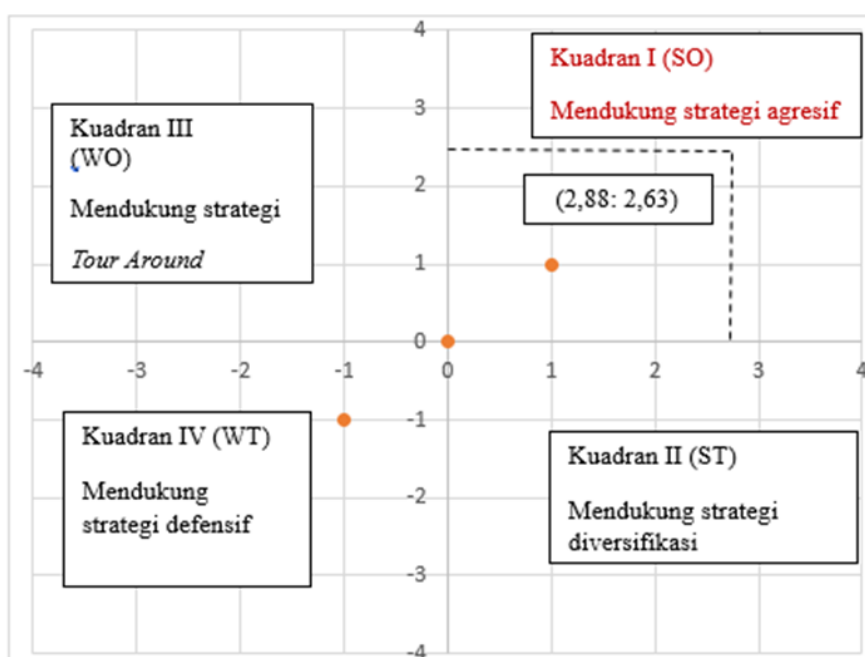 4
Kuadran I (SO)
Mendukung strategi agresif
3
Kuadran III
(WO)
Mendukung strategi
Tour Around
2
(2,88: 2,63)
1
0
-4 -3 -2 -1 0 1 2 3 4
-1
Kuadran IV (WT)
Mendukung
strategi defensif
Kuadran II (ST)
Mendukung strategi
diversifikasi
-2
-3
-4